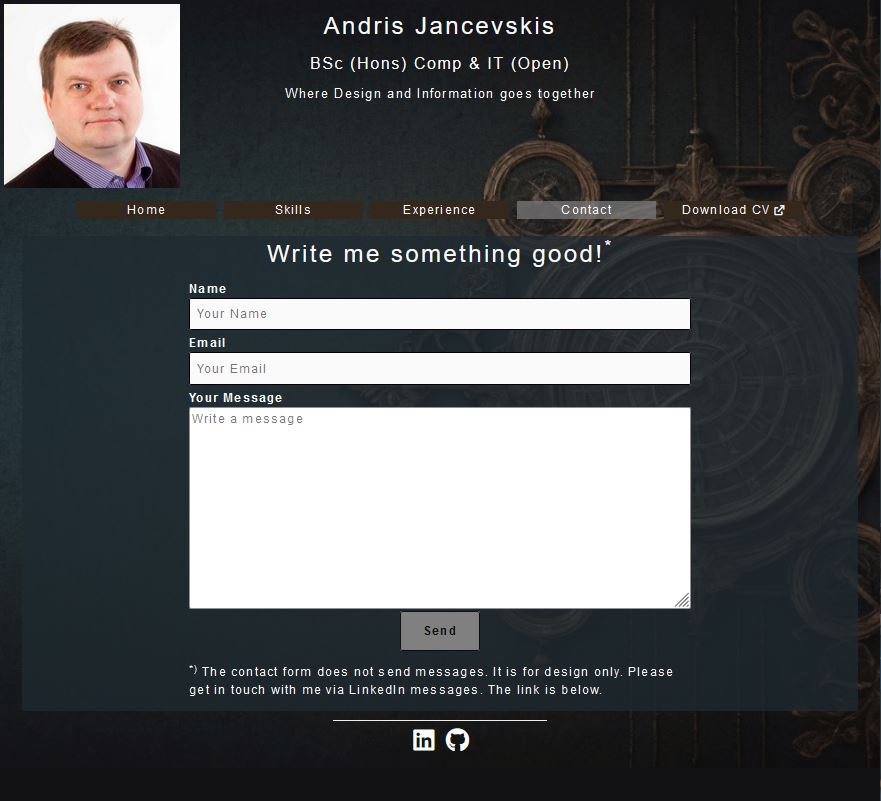 Andris Jancevskis
BSc (Hons) Comp & IT (Open)
Where Design and Information goes together
Home Skills Experience Contact Download CV
Write me something good!*
Name
Your Name
Email
Your Email
Your Message
Write a message
Send
*) The contact form does not send messages. It is for design only. Please
get in touch with me via LinkedIn messages. The link is below.
in